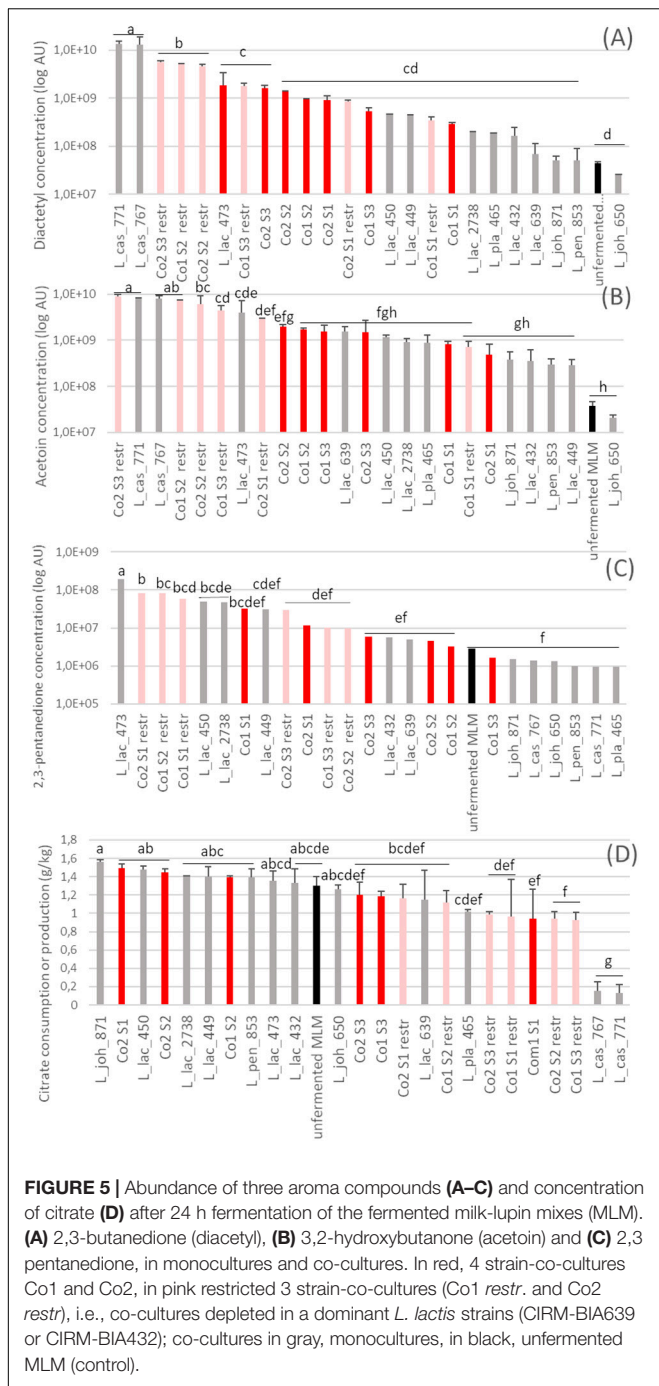 (A)
Diactetyl concentration (log AU)
1,0E+10
1,0E+09
1,0E+08
1,0E+07
a
b
c
cd
d
L_cas_771
L_cas_767
Co2 S3 restr
Co1 S2 restr
Co2 S2 restr
L_lac_473
Co1 S3 restr
Co2 S3
Co2 S2
Co1 S2
Co2 S1
Co2 S1 restr
Co1 S3
L_lac_450
L_lac_449
Co1 S1 restr
Co1 S1
L_lac_2738
L_pla_465
L_lac_432
L_lac_639
L_joh_871
L_pen_853
unfermented...
L_joh_650
(B)
Acetoin concentration (log AU)
1,0E+10
1,0E+09
1,0E+08
1,0E+07
a
ab
bc
cd
cde
def
efg
fgh
gh
h
Co2 S3 restr
L_cas_771
L_cas_767
Co1 S2 restr
Co2 S2 restr
Co1 S3 restr
L_lac_473
Co2 S1 restr
Co2 S2
Co1 S2
Co1 S3
L_lac_639
Co2 S3
L_lac_450
L_lac_2738
L_pla_465
Co1 S1
Co1 S1 restr
Co2 S1
L_joh_871
L_lac_432
L_pen_853
L_lac_449
unfermented MLM
L_joh_650
(C)
2,3-pentanedione concentration (log AU)
1,0E+09
1,0E+08
1,0E+07
1,0E+06
1,0E+05
a
b
bc
bcd
bcde
bcdef
cdef
def
ef
f
L_lac_473
Co2 S1 restr
Co1 S2 restr
Co1 S1 restr
L_lac_450
L_lac_2738
Co1 S1
L_lac_449
Co2 S3 restr
Co2 S1
Co1 S3 restr
Co2 S2 restr
Co2 S3
L_lac_432
L_lac_639
Co2 S2
Co1 S2
unfermented MLM
Co1 S3
L_joh_871
L_cas_767
L_joh_650
L_pen_853
L_cas_771
L_pla_465
(D)
Citrate consumption or production (g/kg)
1,8
1,6
1,4
1,2
1
0,8
0,6
0,4
0,2
0
a
ab
abc
abcd
abcde
abcdef
bcdef
cdef
def
ef
f
g
L_joh_871
Co2 S1
L_lac_450
Co2 S2
L_lac_2738
L_lac_449
Co1 S2
L_pen_853
L_lac_473
L_lac_432
unfermented MLM
L_joh_650
Co2 S3
Co1 S3
Co2 S1 restr
L_lac_639
Co1 S2 restr
L_pla_465
Co2 S3 restr
Co1 S1 restr
Com1 S1
Co2 S2 restr
Co1 S3 restr
L_cas_767
L_cas_771
FIGURE 5 | Abundance of three aroma compounds (A–C) and concentration
of citrate (D) after 24 h fermentation of the fermented milk-lupin mixes (MLM).
(A) 2,3-butanedione (diacetyl), (B) 3,2-hydroxybutanone (acetoin) and (C) 2,3
pentanedione, in monocultures and co-cultures. In red, 4 strain-co-cultures
Co1 and Co2, in pink restricted 3 strain-co-cultures (Co1 restr. and Co2
restr), i.e., co-cultures depleted in a dominant L. lactis strains (CIRM-BIA639
or CIRM-BIA432); co-cultures in gray, monocultures, in black, unfermented
MLM (control).